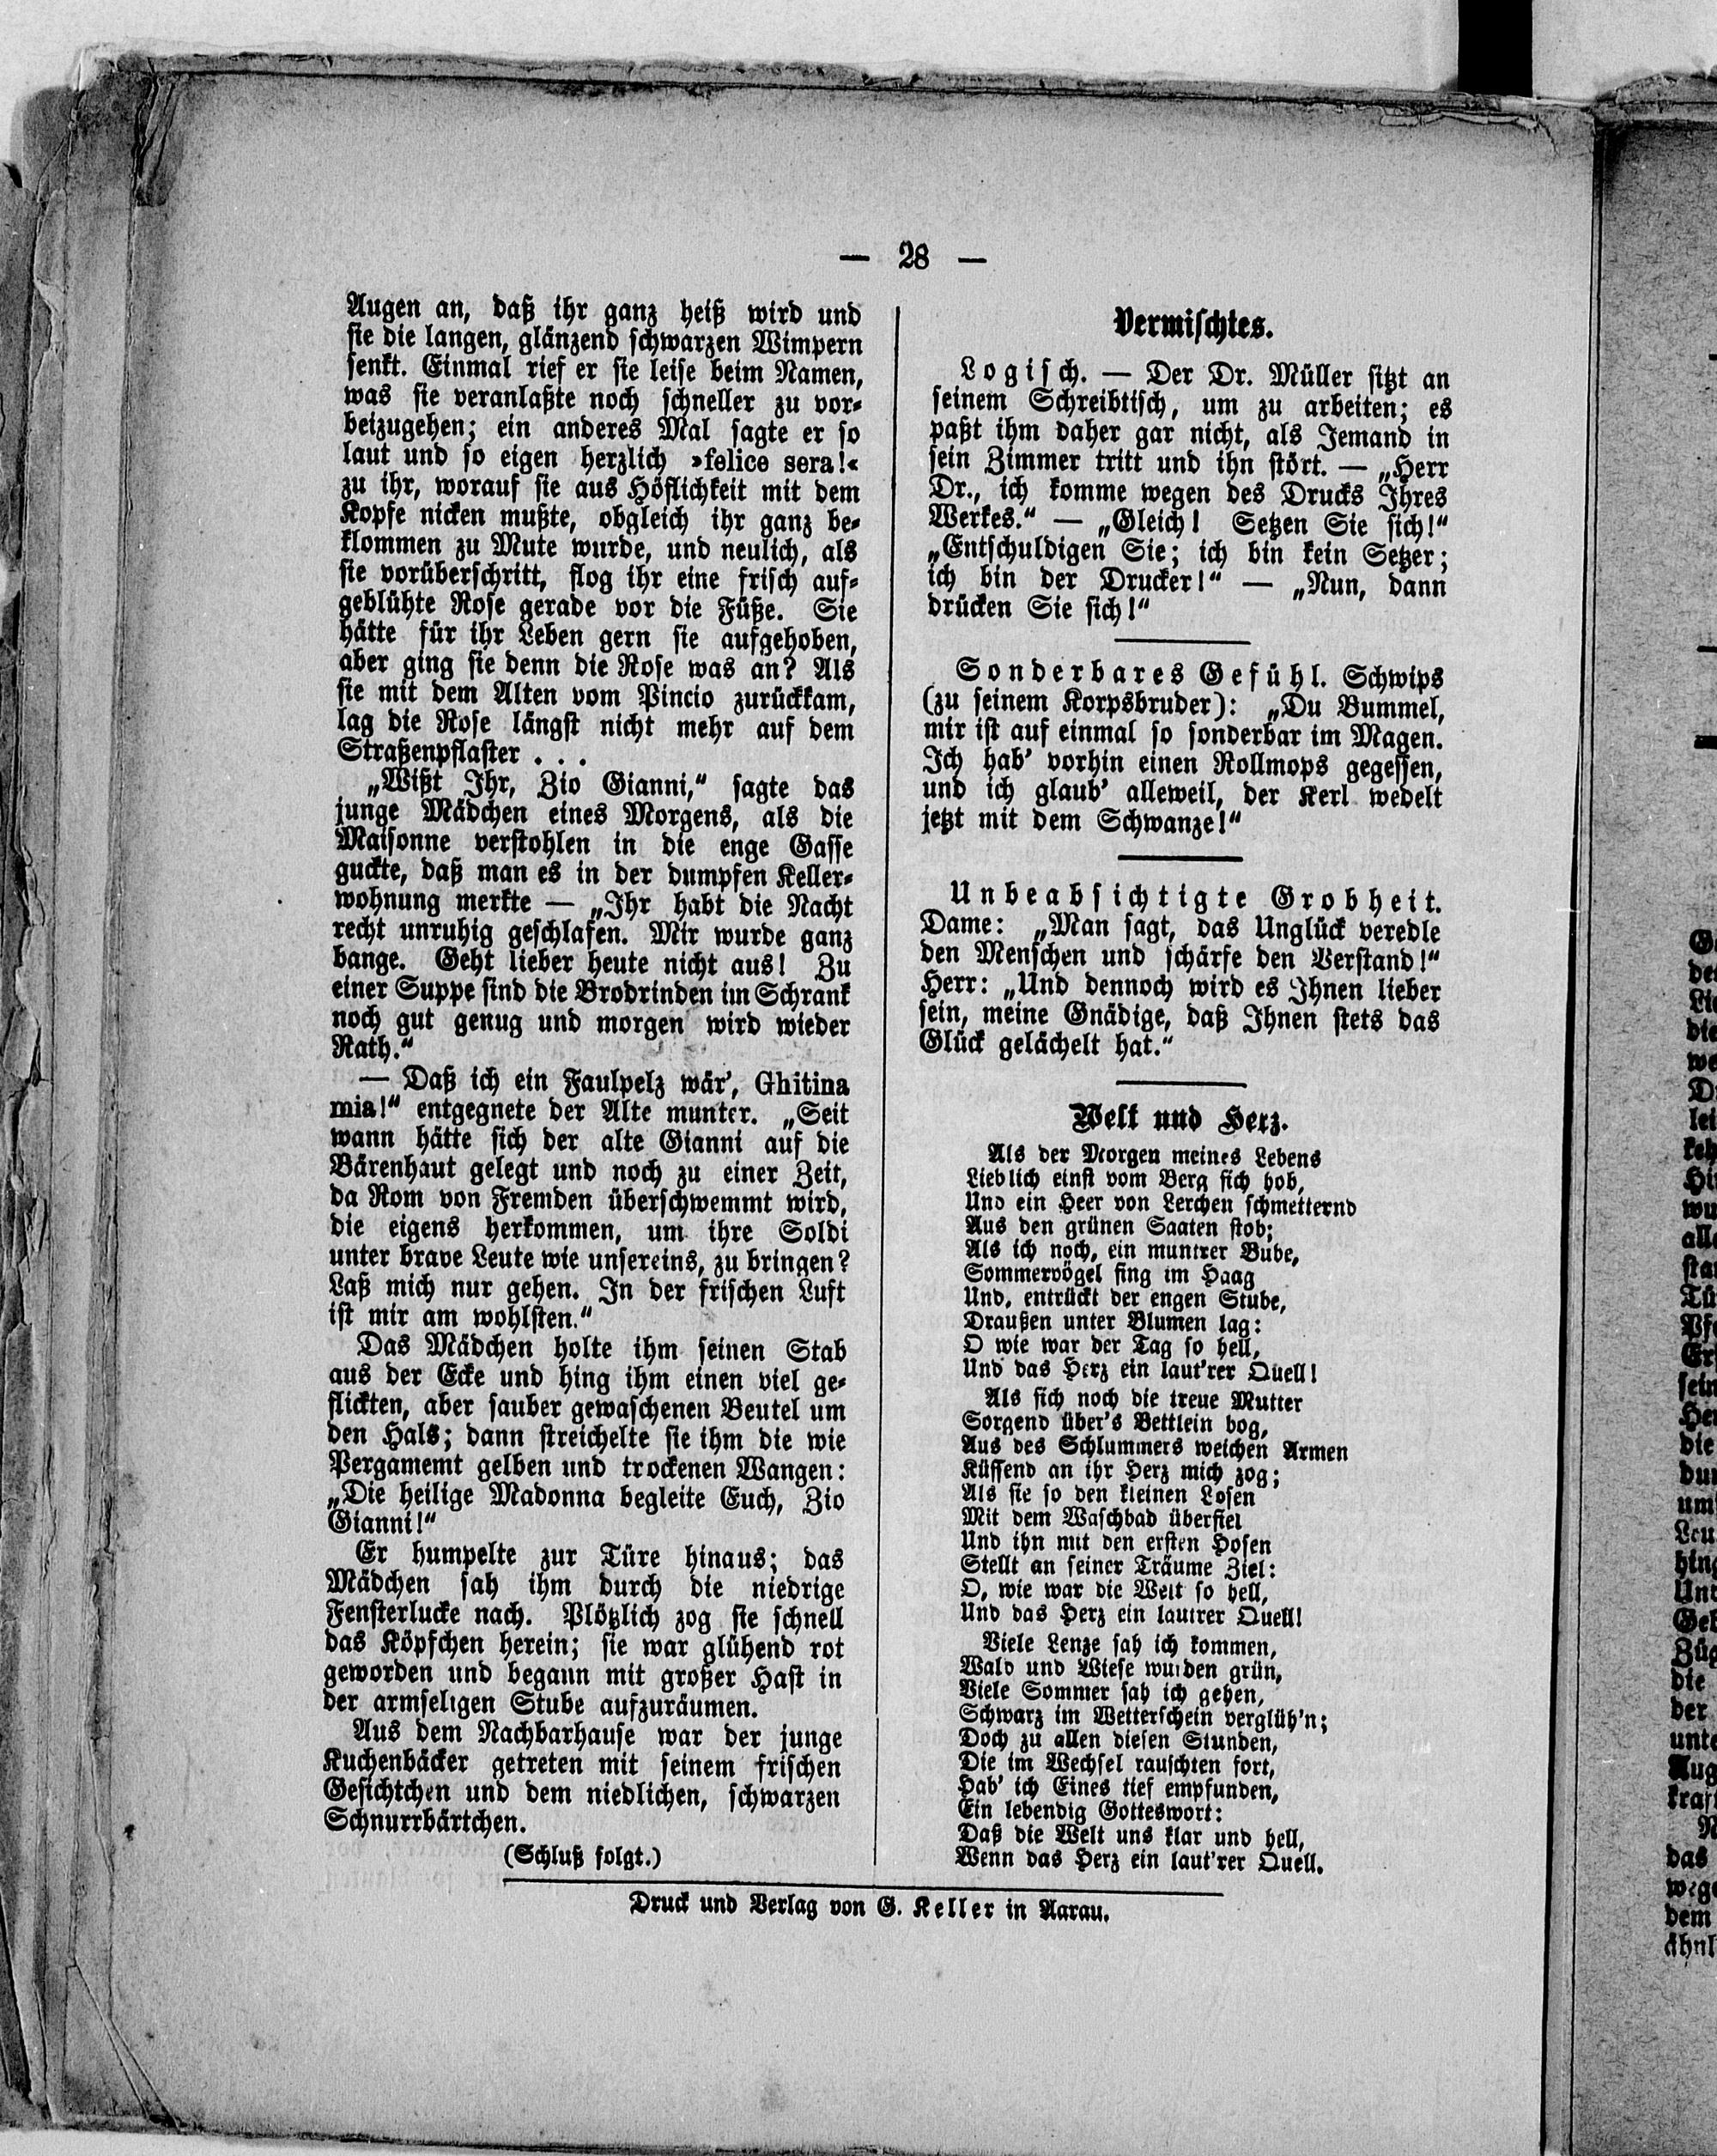 — 28 —
Augen an, daß ihr ganz heiß wird und
sie die langen, glänzend schwarzen Wimpern
senkt. Einmal rief er sie leise beim Namen,
was sie veranlaßte noch schneller zu vor-
beizugehen; ein anderes Mal sagte er so
laut und so eigen herzlich »felice sera!«
zu ihr, worauf sie aus Höflichkeit mit dem
Kopfe nicken mußte, obgleich ihr ganz be-
klommen zu Mute wurde, und neulich, als
sie vorüberschritt, flog ihr eine frisch auf-
geblühte Rose gerade vor die Füße. Sie
hätte für ihr Leben gern sie aufgehoben,
aber ging sie denn die Rose was an? Als
sie mit dem Alten vom Pincio zurückkam,
lag die Rose längst nicht mehr auf dem
Straßenpflaster . . .
„Wißt Ihr, Zio Gianni,“ sagte das
junge Mädchen eines Morgens, als die
Maisonne verstohlen in die enge Gasse
guckte, daß man es in der dumpfen Keller-
wohnung merkte — „Ihr habt die Nacht
recht unruhig geschlafen. Mir wurde ganz
bange. Geht lieber heute nicht aus! Zu
einer Suppe sind die Brodrinden im Schrank
noch gut genug und morgen wird wieder
Rath.“
— Daß ich ein Faulpelz wär’, Ghitina
mia!“ entgegnete der Alte munter. „Seit
wann hätte sich der alte Gianni auf die
Bärenhaut gelegt und noch zu einer Zeit,
da Rom von Fremden überschwemmt wird,
die eigens herkommen, um ihre Soldi
unter brave Leute wie unsereins, zu bringen?
Laß mich nur gehen. In der frischen Luft
ist mir am wohlsten.“
Das Mädchen holte ihm seinen Stab
aus der Ecke und hing ihm einen viel ge-
flickten, aber sauber gewaschenen Beutel um
den Hals; dann streichelte sie ihm die wie
Pergamemt gelben und trockenen Wangen:
„Die heilige Madonna begleite Euch, Zio
Gianni!“
Er humpelte zur Türe hinaus; das
Mädchen sah ihm durch die niedrige
Fensterlucke nach. Plötzlich zog sie schnell
das Köpfchen herein; sie war glühend rot
geworden und begann mit großer Hast in
der armseligen Stube aufzuräumen.
Aus dem Nachbarhause war der junge
Kuchenbäcker getreten mit seinem frischen
Gesichtchen und dem niedlichen, schwarzen
Schnurrbärtchen.
(Schluß folgt.)
Vermischtes.
Logisch. — Der Dr. Müller sitzt an
seinem Schreibtisch, um zu arbeiten; es
paßt ihm daher gar nicht, als Jemand in
sein Zimmer tritt und ihn stört. — „Herr
Dr., ich komme wegen des Drucks Ihres
Werkes.“ — „Gleich! Setzen Sie sich!“
„Entschuldigen Sie; ich bin kein Setzer;
ich bin der Drucker!“ — „Nun, dann
drücken Sie sich!“
Sonderbares Gefühl. Schwips
(zu seinem Korpsbruder): „Du Bummel,
mir ist auf einmal so sonderbar im Magen.
Ich hab’ vorhin einen Rollmops gegessen,
und ich glaub’ alleweil, der Kerl wedelt
jetzt mit dem Schwanze!“
Unbeabsichtigte Grobheit.
Dame: „Man sagt, das Unglück veredle
den Menschen und schärfe den Verstand!“
Herr: „Und dennoch wird es Ihnen lieber
sein, meine Gnädige, daß Ihnen stets das
Glück gelächelt hat.“
Welt und Herz.
Als der Morgen meines Lebens
Lieblich einst vom Berg sich hob,
Und ein Heer von Lerchen schmetternd
Aus den grünen Saaten stob;
Als ich noch, ein muntrer Bube,
Sommervögel fing im Haag
Und, entrückt der engen Stube,
Draußen unter Blumen lag:
O wie war der Tag so hell,
Und das Herz ein laut’rer Quell!
Als sich noch die treue Mutter
Sorgend über’s Bettlein bog,
Aus des Schlummers weichen Armen
Küssend an ihr Herz mich zog;
Als sie so den kleinen Losen
Mit dem Waschbad überfiel
Und ihn mit den ersten Hosen
Stellt an seiner Träume Ziel:
O, wie war die Welt so hell,
Und das Herz ein lautrer Quell!
Viele Lenze sah ich kommen,
Wald und Wiese wurden grün,
Viele Sommer sah ich gehen,
Schwarz im Wetterschein verglüh’n;
Doch zu allen diesen Stunden,
Die im Wechsel rauschten fort,
Hab’ ich Eines tief empfunden,
Ein lebendig Gotteswort:
Daß die Welt uns klar und hell,
Wenn das Herz ein laut’rer Quell.
Druck und Verlag von G. Keller in Aarau.